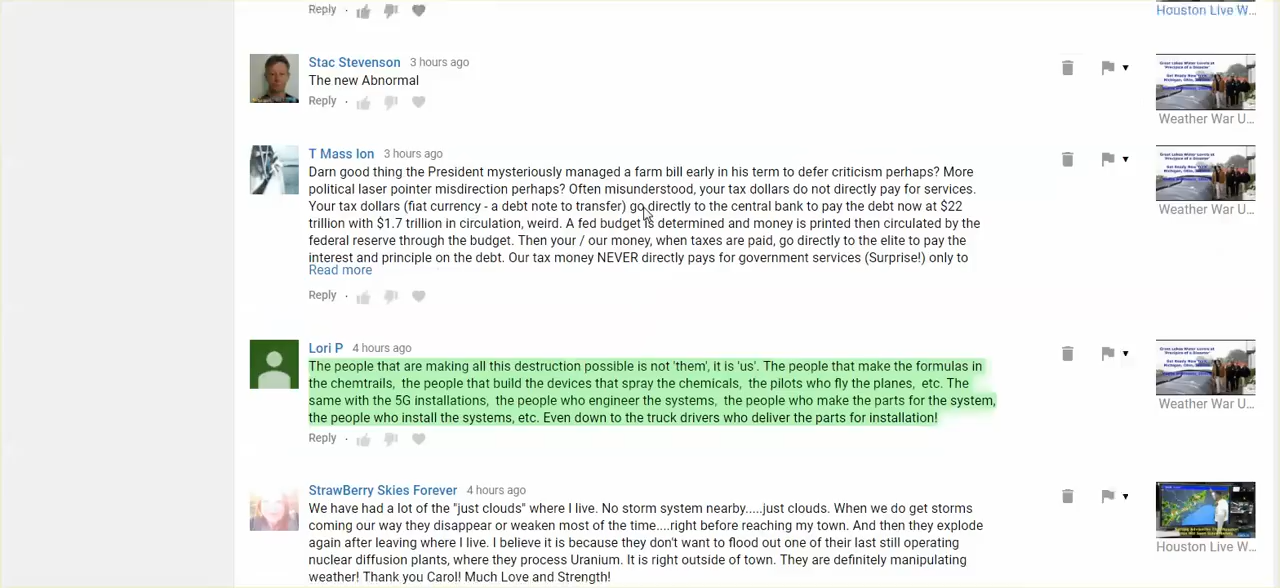 Reply ·
Houston Live W...
Stac Stevenson 3 hours ago
The new Abnormal
Reply ·
Weather War U...
T Mass Ion 3 hours ago
Darn good thing the President mysteriously managed a farm bill early in his term to defer criticism perhaps? More
political laser pointer misdirection perhaps? Often misunderstood, your tax dollars do not directly pay for services.
Your tax dollars (fiat currency - a debt note to transfer) go directly to the central bank to pay the debt now at $22
trillion with $1.7 trillion in circulation, weird. A fed budget is determined and money is printed then circulated by the
federal reserve through the budget. Then your / our money, when taxes are paid, go directly to the elite to pay the
interest and principle on the debt. Our tax money NEVER directly pays for government services (Surprise!) only to
Read more
Reply ·
Weather War U...
Lori P 4 hours ago
The people that are making all this destruction possible is not 'them', it is 'us'. The people that make the formulas in
the chemtrails, the people that build the devices that spray the chemicals, the pilots who fly the planes, etc. The
same with the 5G installations, the people who engineer the systems, the people who make the parts for the system,
the people who install the systems, etc. Even down to the truck drivers who deliver the parts for installation!
Reply ·
Weather War U...
StrawBerry Skies Forever 4 hours ago
We have had a lot of the "just clouds" where I live. No storm system nearby.....just clouds. When we do get storms
coming our way they disappear or weaken most of the time....right before reaching my town. And then they explode
again after leaving where I live. I believe it is because they don't want to flood out one of their last still operating
nuclear diffusion plants, where they process Uranium. It is right outside of town. They are definitely manipulating
weather! Thank you Carol! Much Love and Strength!
Houston Live W...